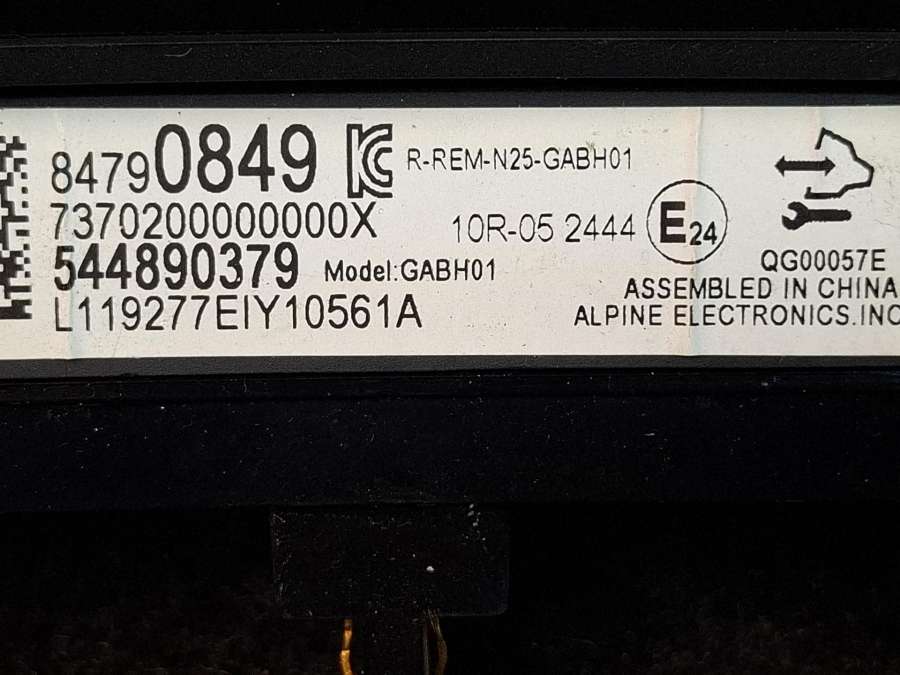 84790849 R-REM-N25-GABH01
7370200000000X 10R-05 2444 E24
544890379 Model:GABH01 QG00057E
L119277EIY10561A ASSEMBLED IN CHINA
ALPINE ELECTRONICS.INC